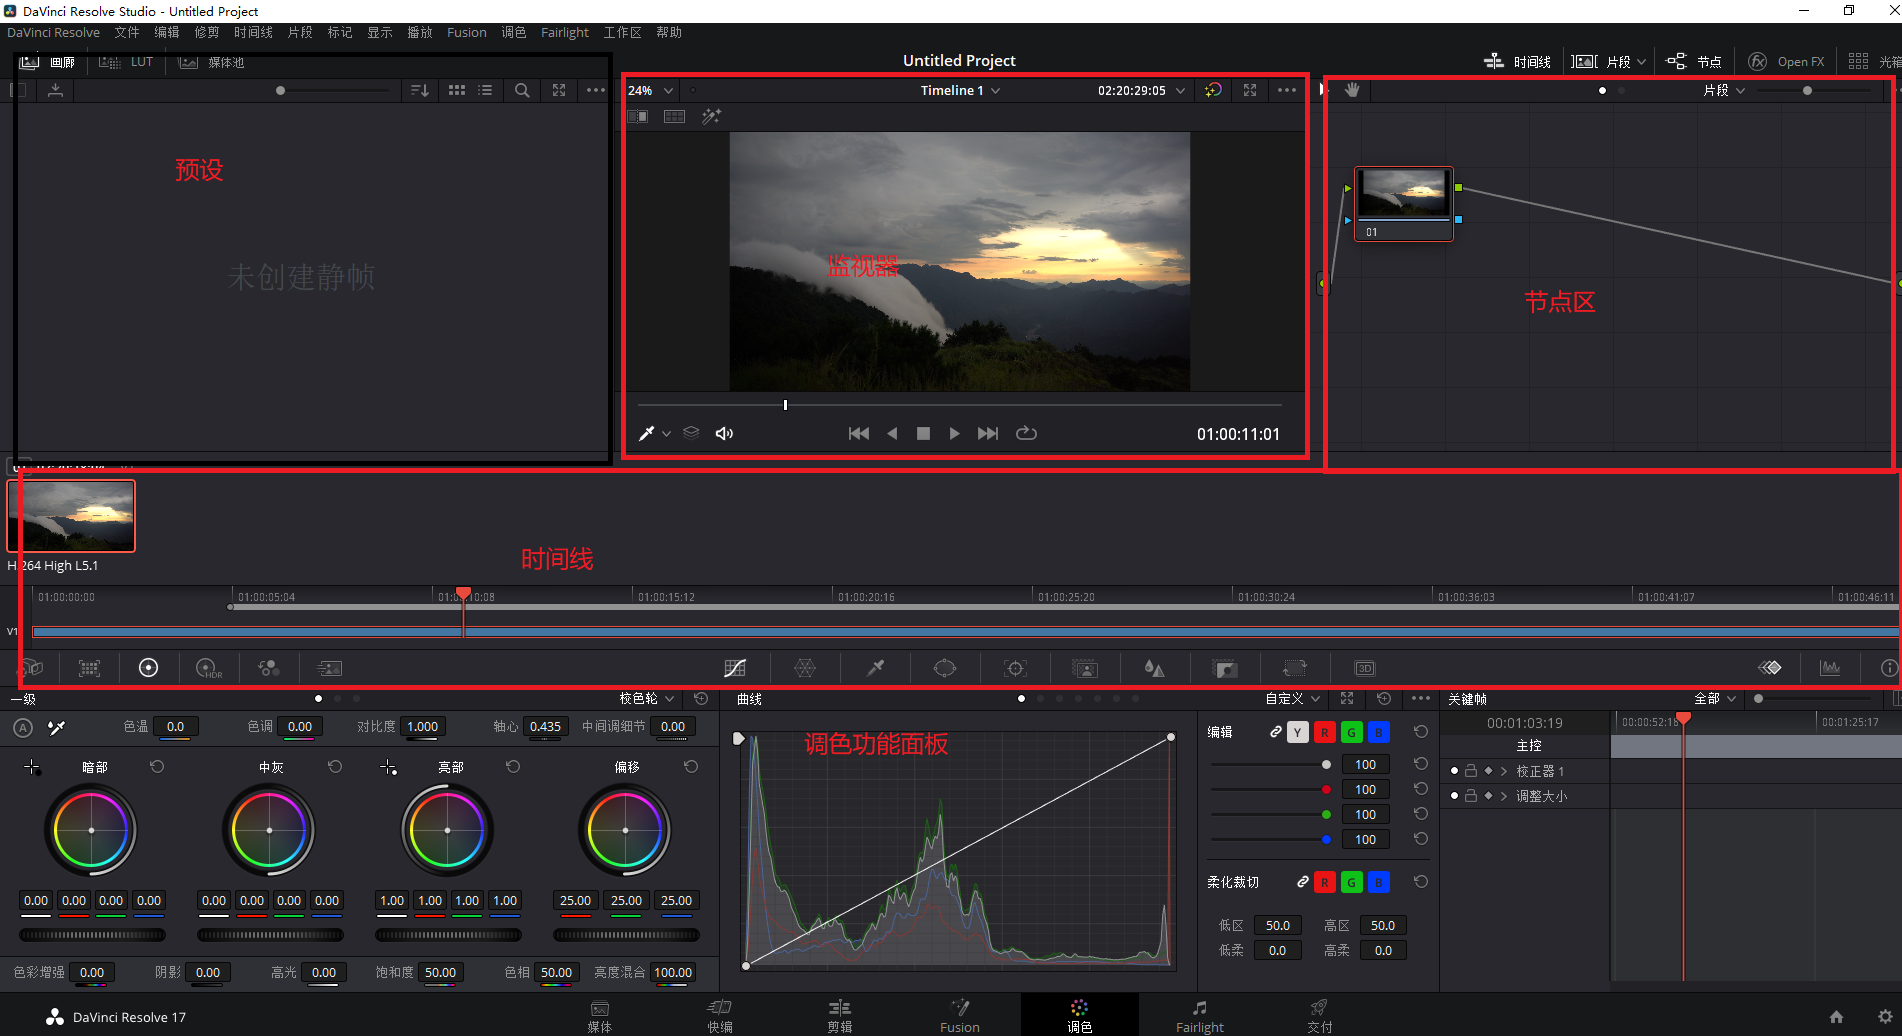 DaVinci Resolve Studio - Untitled Project
DaVinci Resolve 文件 编辑 修剪 时间线 片段 标记 显示 播放 Fusion 调色 Fairlight 工作区 帮助
画廊 LUT 媒体池 Untitled Project 时间线 片段 节点 fx Open FX 光箱
24% Timeline 1 02:20:29:05 片段
预设
未创建静帧
监视器
01
节点区
01:00:11:01
H.264 High L5.1
时间线
01:00:00:00 01:00:05:04 01:00:10:08 01:00:15:12 01:00:20:16 01:00:25:20 01:00:30:24 01:00:36:03 01:00:41:07 01:00:46:11
V1
HDR 3D
一级 校色轮 曲线 自定义 关键帧 全部
A 色温 0.0 色调 0.00 对比度 1.000 轴心 0.435 中间调细节 0.00
编辑 Y R G B
00:01:03:19 00:00:52:18 00:01:25:17
调色功能面板
主控
暗部 中灰 亮部 偏移
100
校正器 1
100
调整大小
100
100
柔化裁切 R G B
0.00 0.00 0.00 0.00 0.00 0.00 0.00 0.00 1.00 1.00 1.00 1.00 25.00 25.00 25.00
低区 50.0 高区 50.0
低柔 0.0 高柔 0.0
色彩增强 0.00 阴影 0.00 高光 0.00 饱和度 50.00 色相 50.00 亮度混合 100.00
DaVinci Resolve 17
媒体 快编 剪辑 Fusion 调色 Fairlight 交付